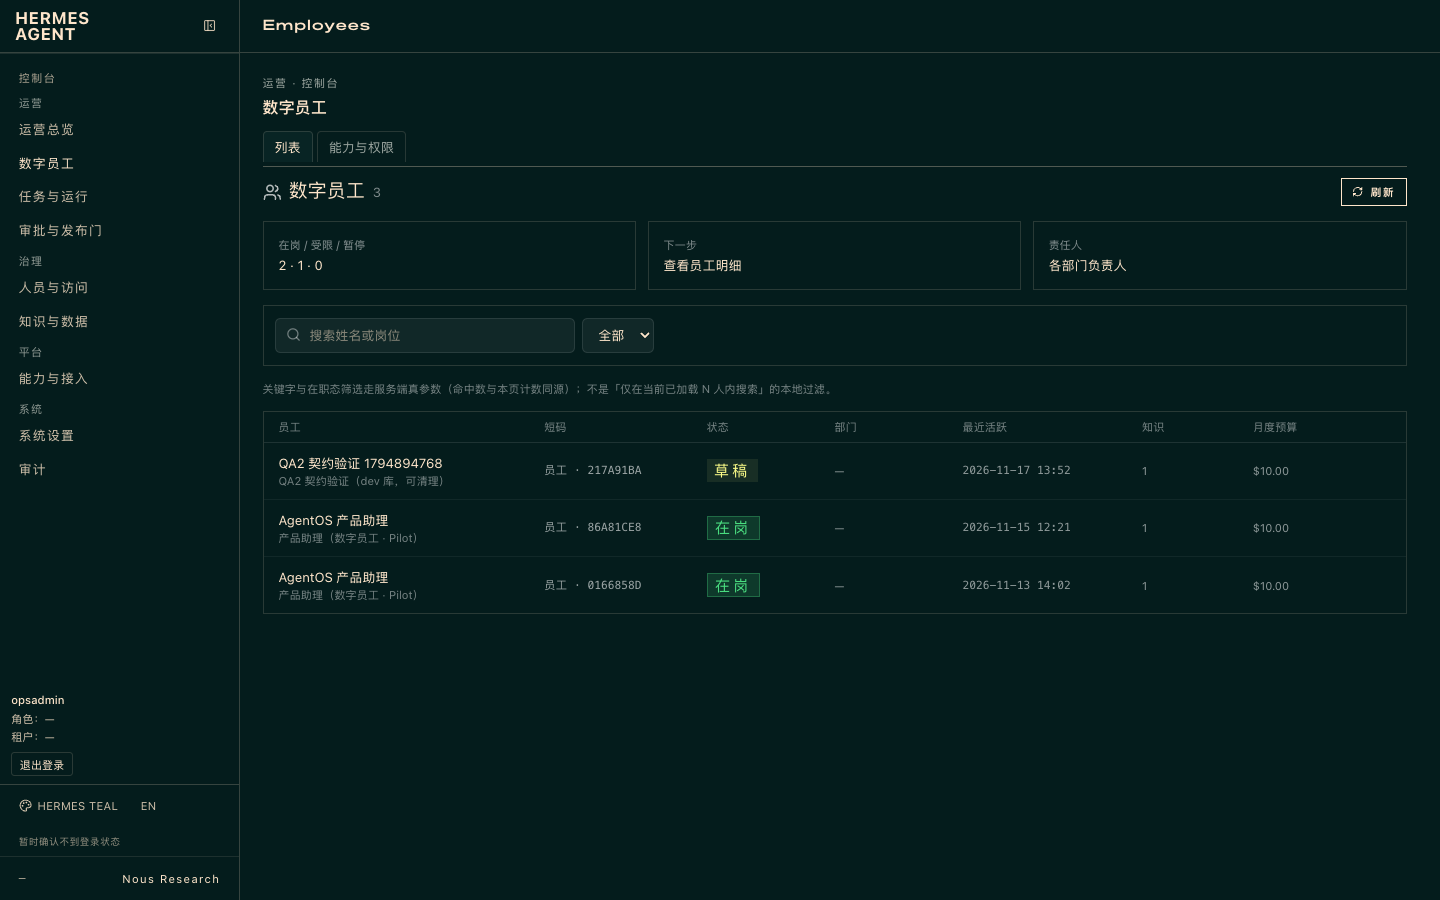 HERMES
AGENT
控制台
运营
运营总览
数字员工
任务与运行
审批与发布门
治理
人员与访问
知识与数据
平台
能力与接入
系统
系统设置
审计
opsadmin
角色：—
租户：—
退出登录
HERMES TEAL EN
暂时确认不到登录状态
— Nous Research
Employees
运营 · 控制台
数字员工
列表 能力与权限
数字员工 3
刷新
在岗 / 受限 / 暂停
2 · 1 · 0
下一步
查看员工明细
责任人
各部门负责人
搜索姓名或岗位 全部
关键字与在职态筛选走服务端真参数（命中数与本页计数同源）；不是「仅在当前已加载 N 人内搜索」的本地过滤。
员工 短码 状态 部门 最近活跃 知识 月度预算
QA2 契约验证 1794894768 员工 · 217A91BA 草稿 — 2026-11-17 13:52 1 $10.00
QA2 契约验证（dev 库，可清理）
AgentOS 产品助理 员工 · 86A81CE8 在岗 — 2026-11-15 12:21 1 $10.00
产品助理（数字员工 · Pilot）
AgentOS 产品助理 员工 · 0166858D 在岗 — 2026-11-13 14:02 1 $10.00
产品助理（数字员工 · Pilot）